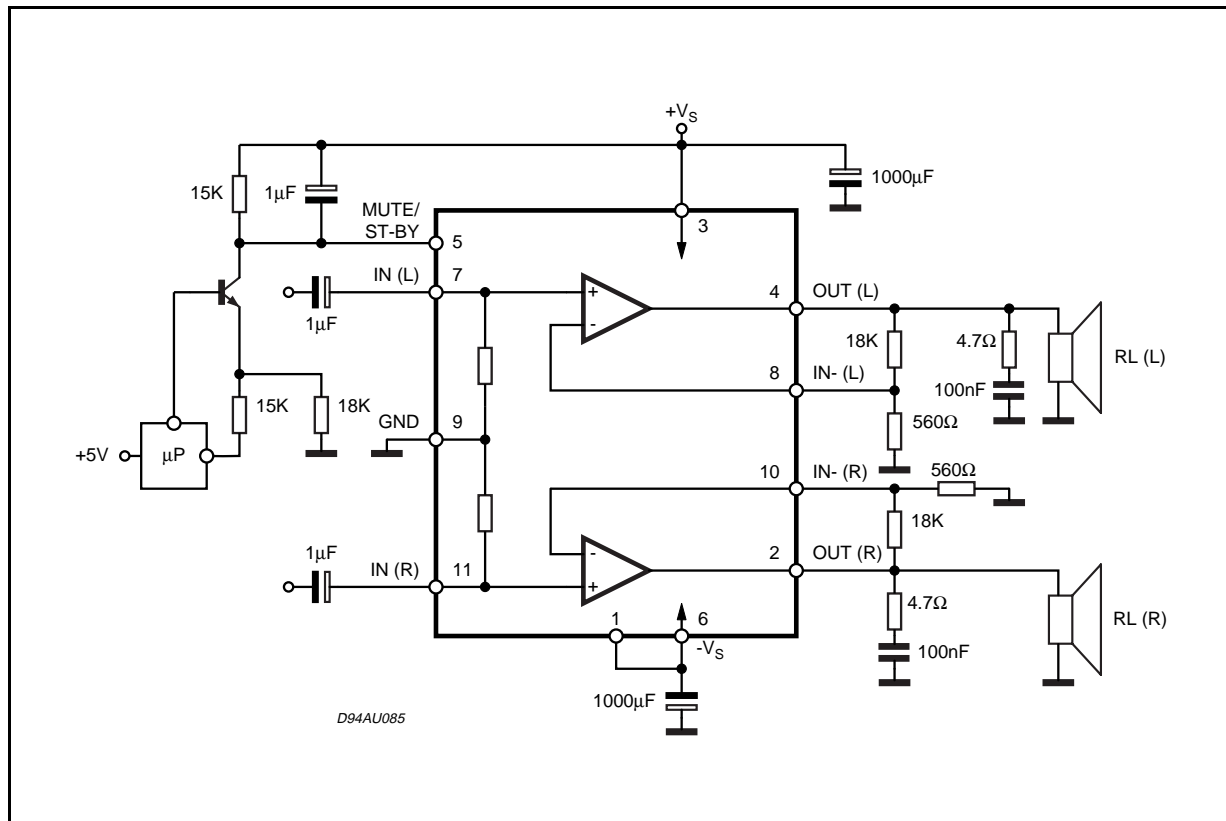 +VS
1000μF
15K
1μF
MUTE/
ST-BY
5
3
IN (L)
7
1μF
+
-
4
OUT (L)
18K
4.7Ω
RL (L)
8
IN- (L)
100nF
15K
18K
GND
9
560Ω
+5V
μP
10
IN- (R)
560Ω
18K
1μF
IN (R)
11
-
+
2
OUT (R)
4.7Ω
RL (R)
1
6
-VS
100nF
1000μF
D94AU085